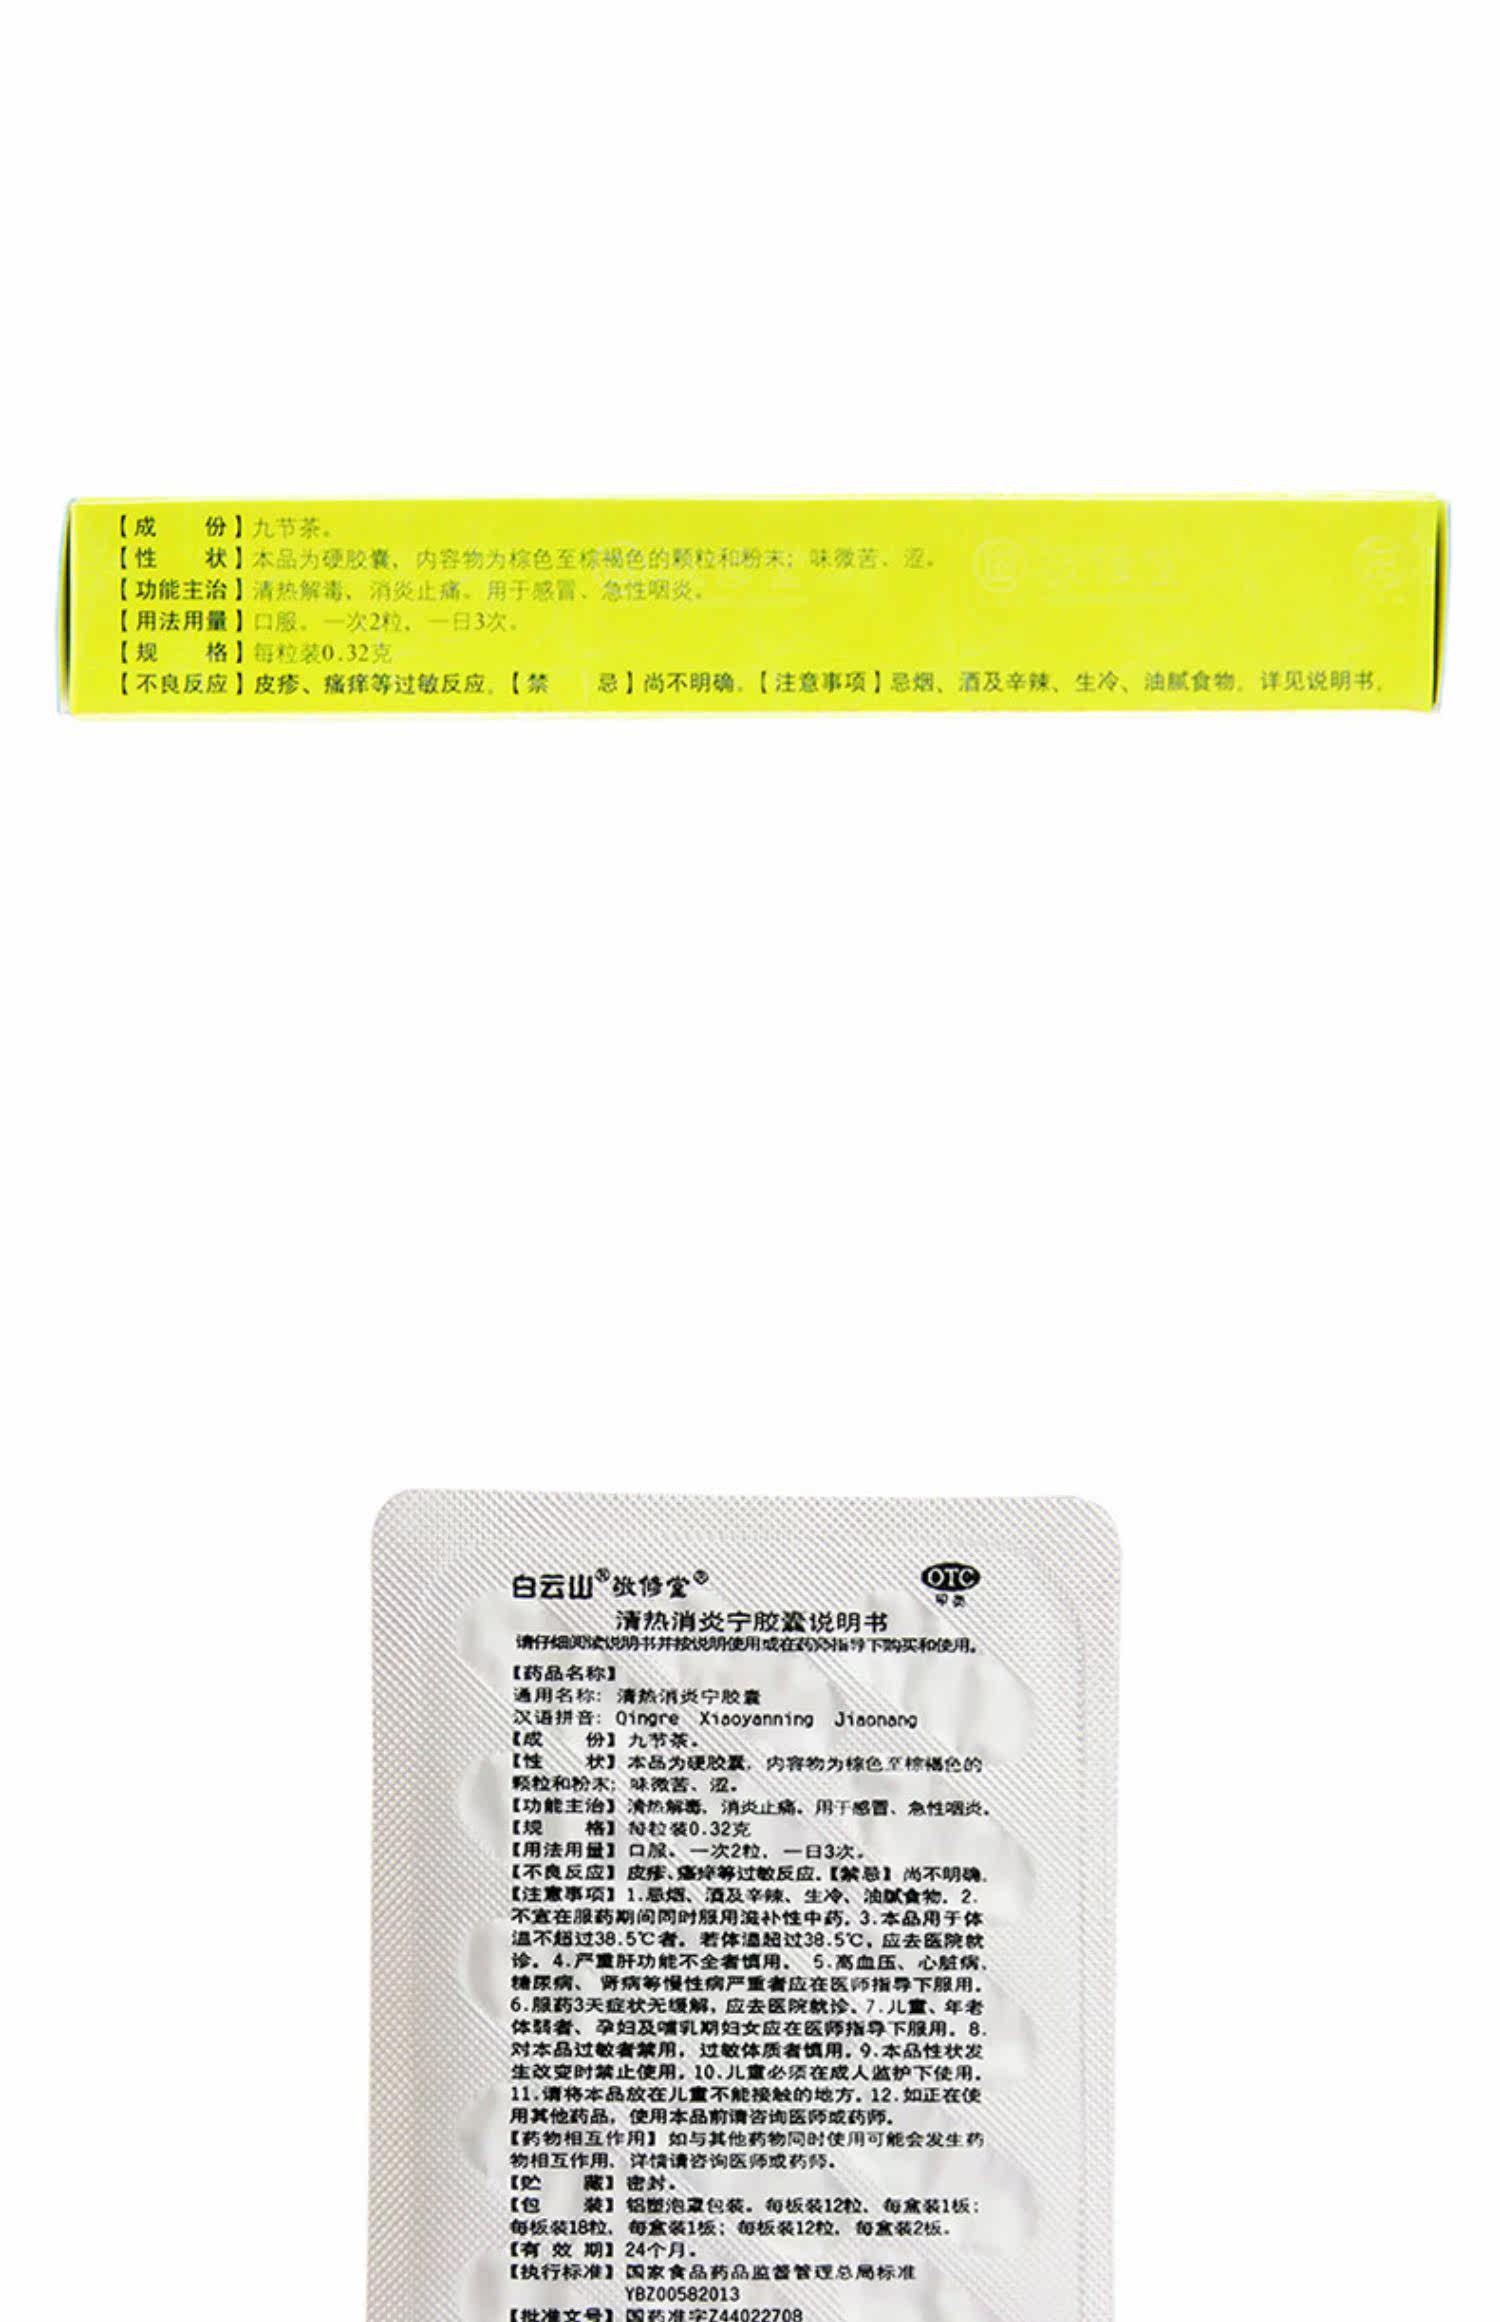 【成 份】九节茶。
【性 状】本品为硬胶囊，内容物为棕色至棕褐色的颗粒和粉末；味微苦、涩。
【功能主治】清热解毒，消炎止痛。用于感冒、急性咽炎。
【用法用量】口服。一次2粒，一日3次。
【规 格】每粒装0.32克
【不良反应】皮疹、瘙痒等过敏反应。【禁 忌】尚不明确。【注意事项】忌烟、酒及辛辣、生冷、油腻食物。详见说明书。
白云山® 敬修堂®
OTC
甲类
清热消炎宁胶囊说明书
请仔细阅读说明书并按说明使用或在药师指导下购买和使用。
【药品名称】
通用名称：清热消炎宁胶囊
汉语拼音：Qingre Xiaoyanning Jiaonang
【成 份】九节茶。
【性 状】本品为硬胶囊，内容物为棕色至棕褐色的
颗粒和粉末；味微苦、涩。
【功能主治】清热解毒，消炎止痛。用于感冒、急性咽炎。
【规 格】每粒装0.32克
【用法用量】口服。一次2粒，一日3次。
【不良反应】皮疹、瘙痒等过敏反应。【禁忌】尚不明确。
【注意事项】1.忌烟、酒及辛辣、生冷、油腻食物。2.
不宜在服药期间同时服用滋补性中药。3.本品用于体
温不超过38.5℃者。若体温超过38.5℃，应去医院就
诊。4.严重肝功能不全者慎用。 5.高血压、心脏病、
糖尿病、肾病等慢性病严重者应在医师指导下服用。
6.服药3天症状无缓解，应去医院就诊。7.儿童、年老
体弱者、孕妇及哺乳期妇女应在医师指导下服用。8.
对本品过敏者禁用，过敏体质者慎用。9.本品性状发
生改变时禁止使用。10.儿童必须在成人监护下使用。
11.请将本品放在儿童不能接触的地方。12.如正在使
用其他药品，使用本品前请咨询医师或药师。
【药物相互作用】如与其他药物同时使用可能会发生药
物相互作用，详情请咨询医师或药师。
【贮 藏】密封。
【包 装】铝塑泡罩包装。每板装12粒，每盒装1板；
每板装18粒，每盒装1板；每板装12粒，每盒装2板。
【有 效 期】24个月。
【执行标准】国家食品药品监督管理总局标准
YBZ00582013
【批准文号】国药准字Z44022708